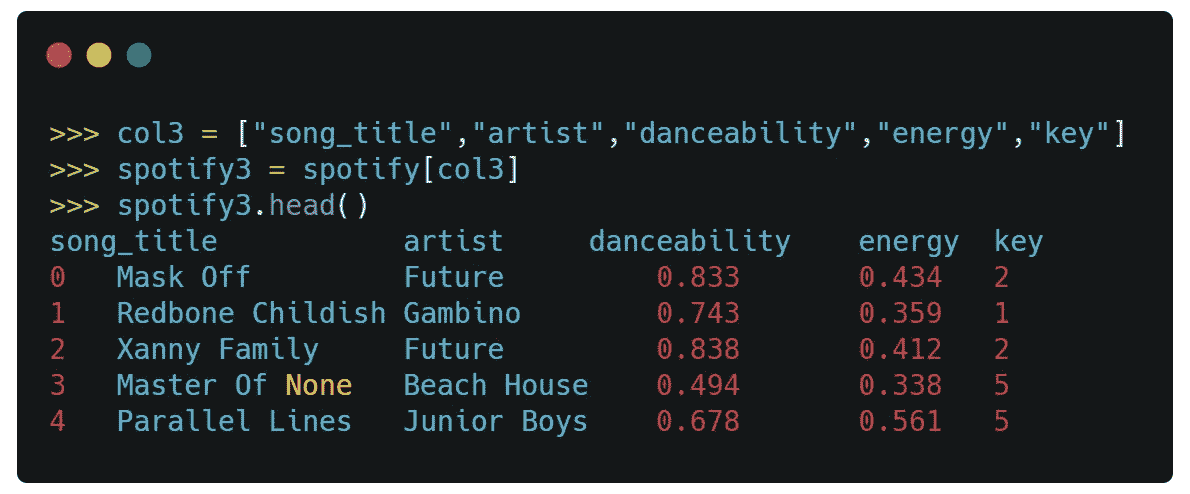 >>> col3 = ["song_title","artist","danceability","energy","key"]
>>> spotify3 = spotify[col3]
>>> spotify3.head()
song_title           artist     danceability    energy  key
0   Mask Off         Future         0.833       0.434   2
1   Redbone Childish Gambino        0.743       0.359   1
2   Xanny Family     Future         0.838       0.412   2
3   Master Of None   Beach House    0.494       0.338   5
4   Parallel Lines   Junior Boys    0.678       0.561   5